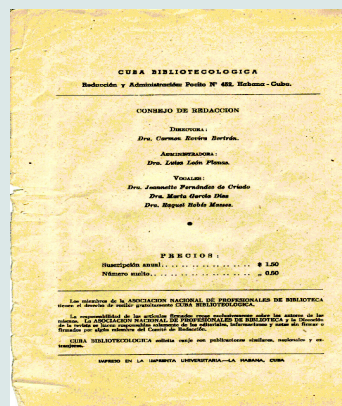 CUBA BIBLIOTECOLOGICA
Redacción y Administración: Pocito Nº 652. Habana - Cuba.
CONSEJO DE REDACCION
DIRECTORA:
Dra. Carmen Rovira Bertrán.
ADMINISTRADORA:
Dra. Luisa León Planas.
VOCALES:
Dra. Jeannette Fernández de Criado
Dra. Marta García Díaz
Dra. Raquel Robés Masses.
PRECIOS:
Suscripción anual.................... $ 1.50
Número suelto.................... „ 0.50
Los miembros de la ASOCIACION NACIONAL DE PROFESIONALES DE BIBLIOTECA
tienen el derecho de recibir gratuitamente CUBA BIBLIOTECOLOGICA.
La responsabilidad de los artículos firmados recae exclusivamente sobre los autores de los
mismos. La ASOCIACION NACIONAL DE PROFESIONALES DE BIBLIOTECA y la Dirección
de la revista se hacen responsables solamente de los editoriales, informaciones y notas sin firmar o
firmados por algún miembro del Comité de Redacción.
CUBA BIBLIOTECOLOGICA solicita canje con publicaciones similares, nacionales y ex-
tranjeras.
IMPRESO EN LA IMPRENTA UNIVERSITARIA—LA HABANA, CUBA